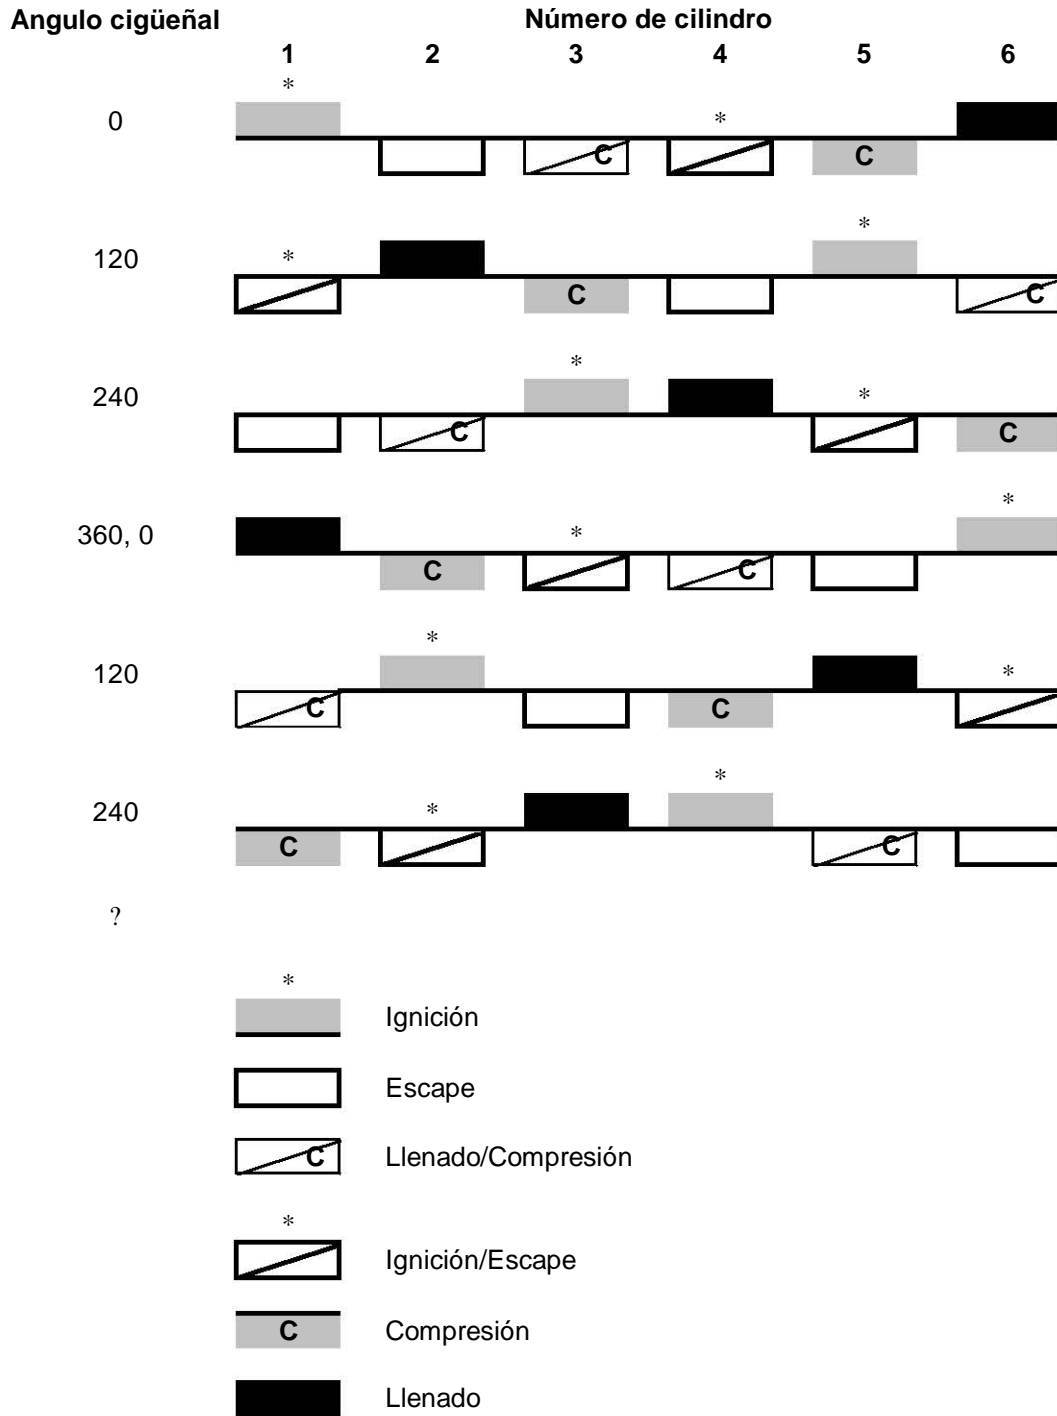 Angulo cigüeñal Número de cilindro
1 2 3 4 5 6
*
0 *
C C
*
120 *
C C
*
240 *
C C
*
360, 0 *
C C
*
120 *
C C
*
240 *
C C
?
*
Ignición
Escape
C Llenado/Compresión
*
Ignición/Escape
C Compresión
Llenado